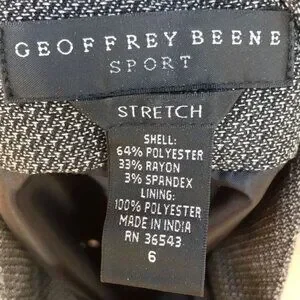 GEOFFREY BEENE
SPORT
STRETCH
SHELL:
64% POLYESTER
33% RAYON
3% SPANDEX
LINING:
100% POLYESTER
MADE IN INDIA
RN 36543
6